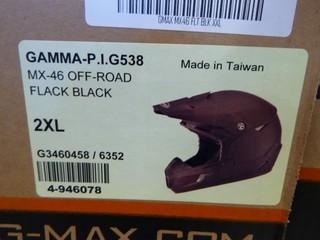 GMAX MX46 FLT BLK XXL
GAMMA-P.I.G538
MX-46 OFF-ROAD
FLACK BLACK
Made in Taiwan
2XL
G3460458 / 6352
4-946078
G-MAX.COM